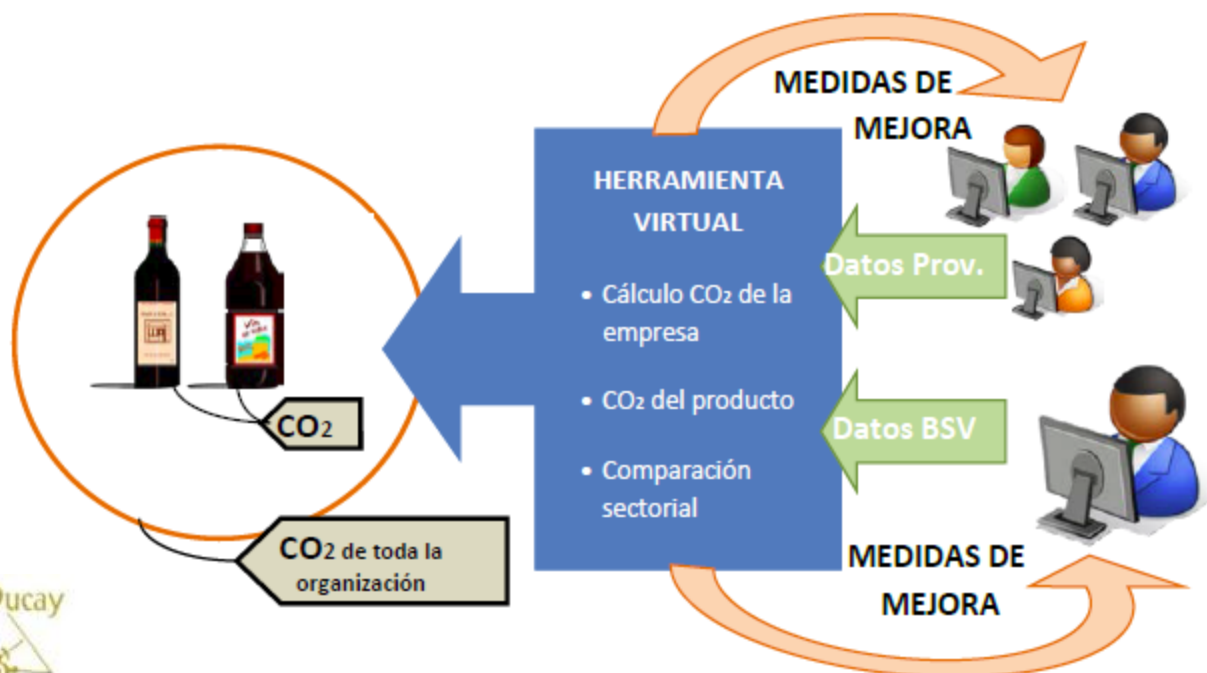 MEDIDAS DE
MEJORA
HERRAMIENTA
VIRTUAL
• Cálculo CO₂ de la
empresa
• CO₂ del producto
• Comparación
sectorial
Datos Prov.
Datos BSV
MEDIDAS DE
MEJORA
CO₂
CO₂ de toda la
organización